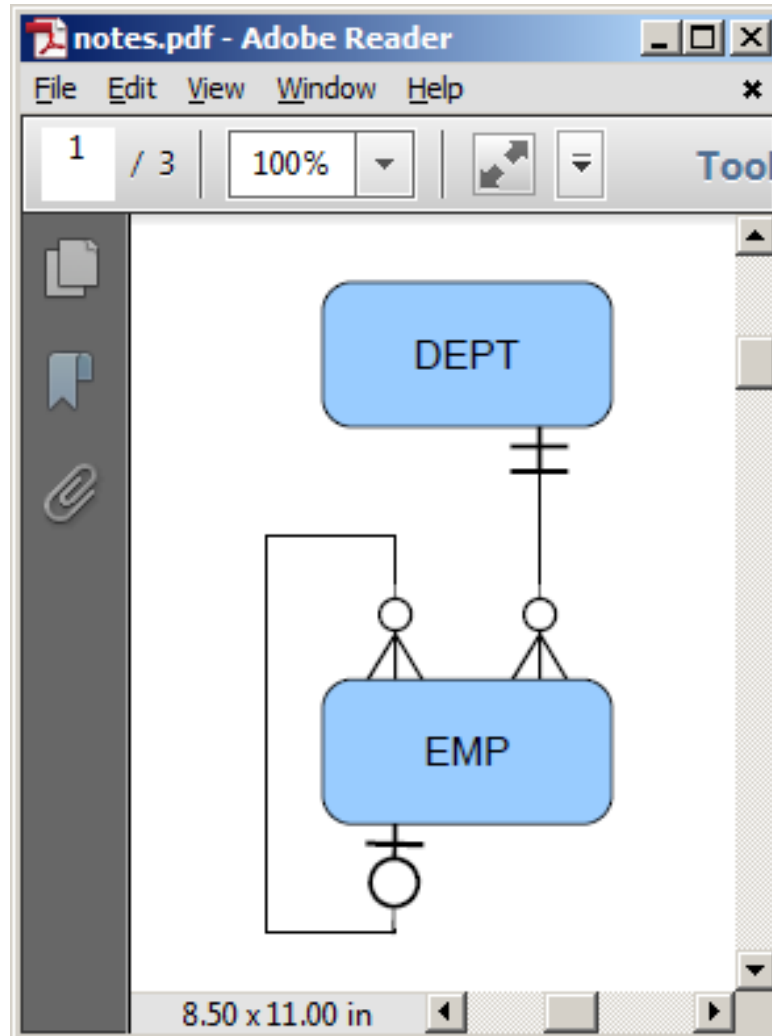 notes.pdf - Adobe Reader
File Edit View Window Help
1 / 3 100%
DEPT
EMP
8.50 x 11.00 in